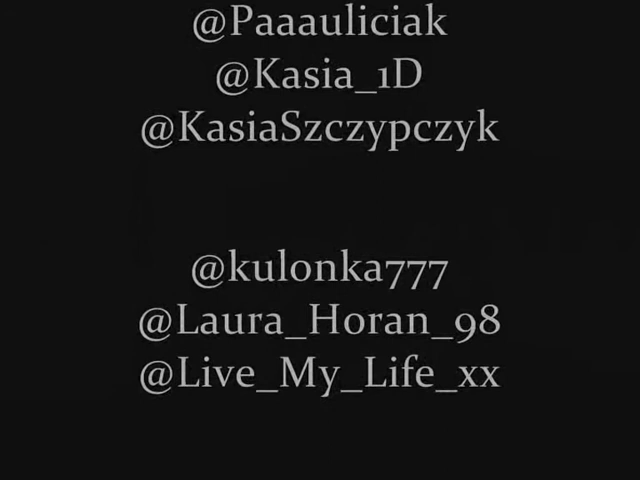 @Paaauliciak
@Kasia_1D
@KasiaSzczypczyk
@kulonka777
@Laura_Horan_98
@Live_My_Life_xx